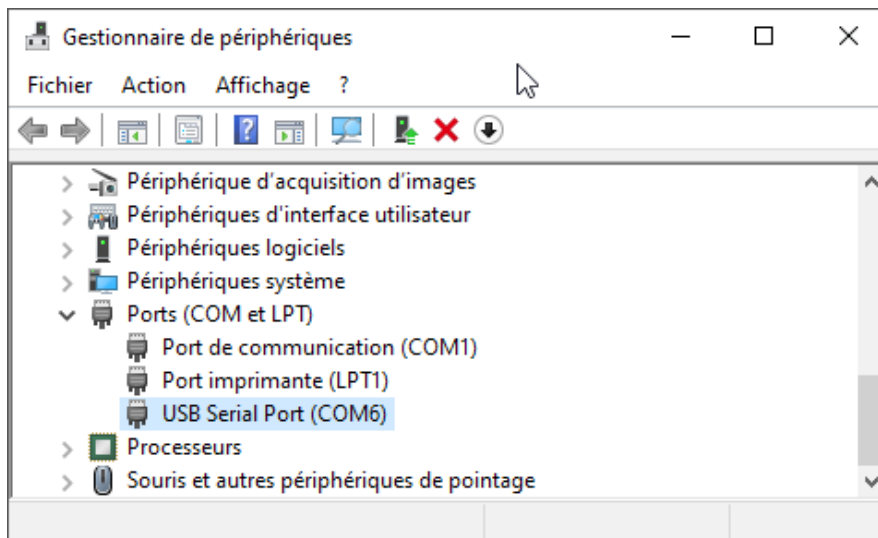 Gestionnaire de périphériques
Fichier Action Affichage ?
Périphérique d'acquisition d'images
Périphériques d'interface utilisateur
Périphériques logiciels
Périphériques système
Ports (COM et LPT)
Port de communication (COM1)
Port imprimante (LPT1)
USB Serial Port (COM6)
Processeurs
Souris et autres périphériques de pointage